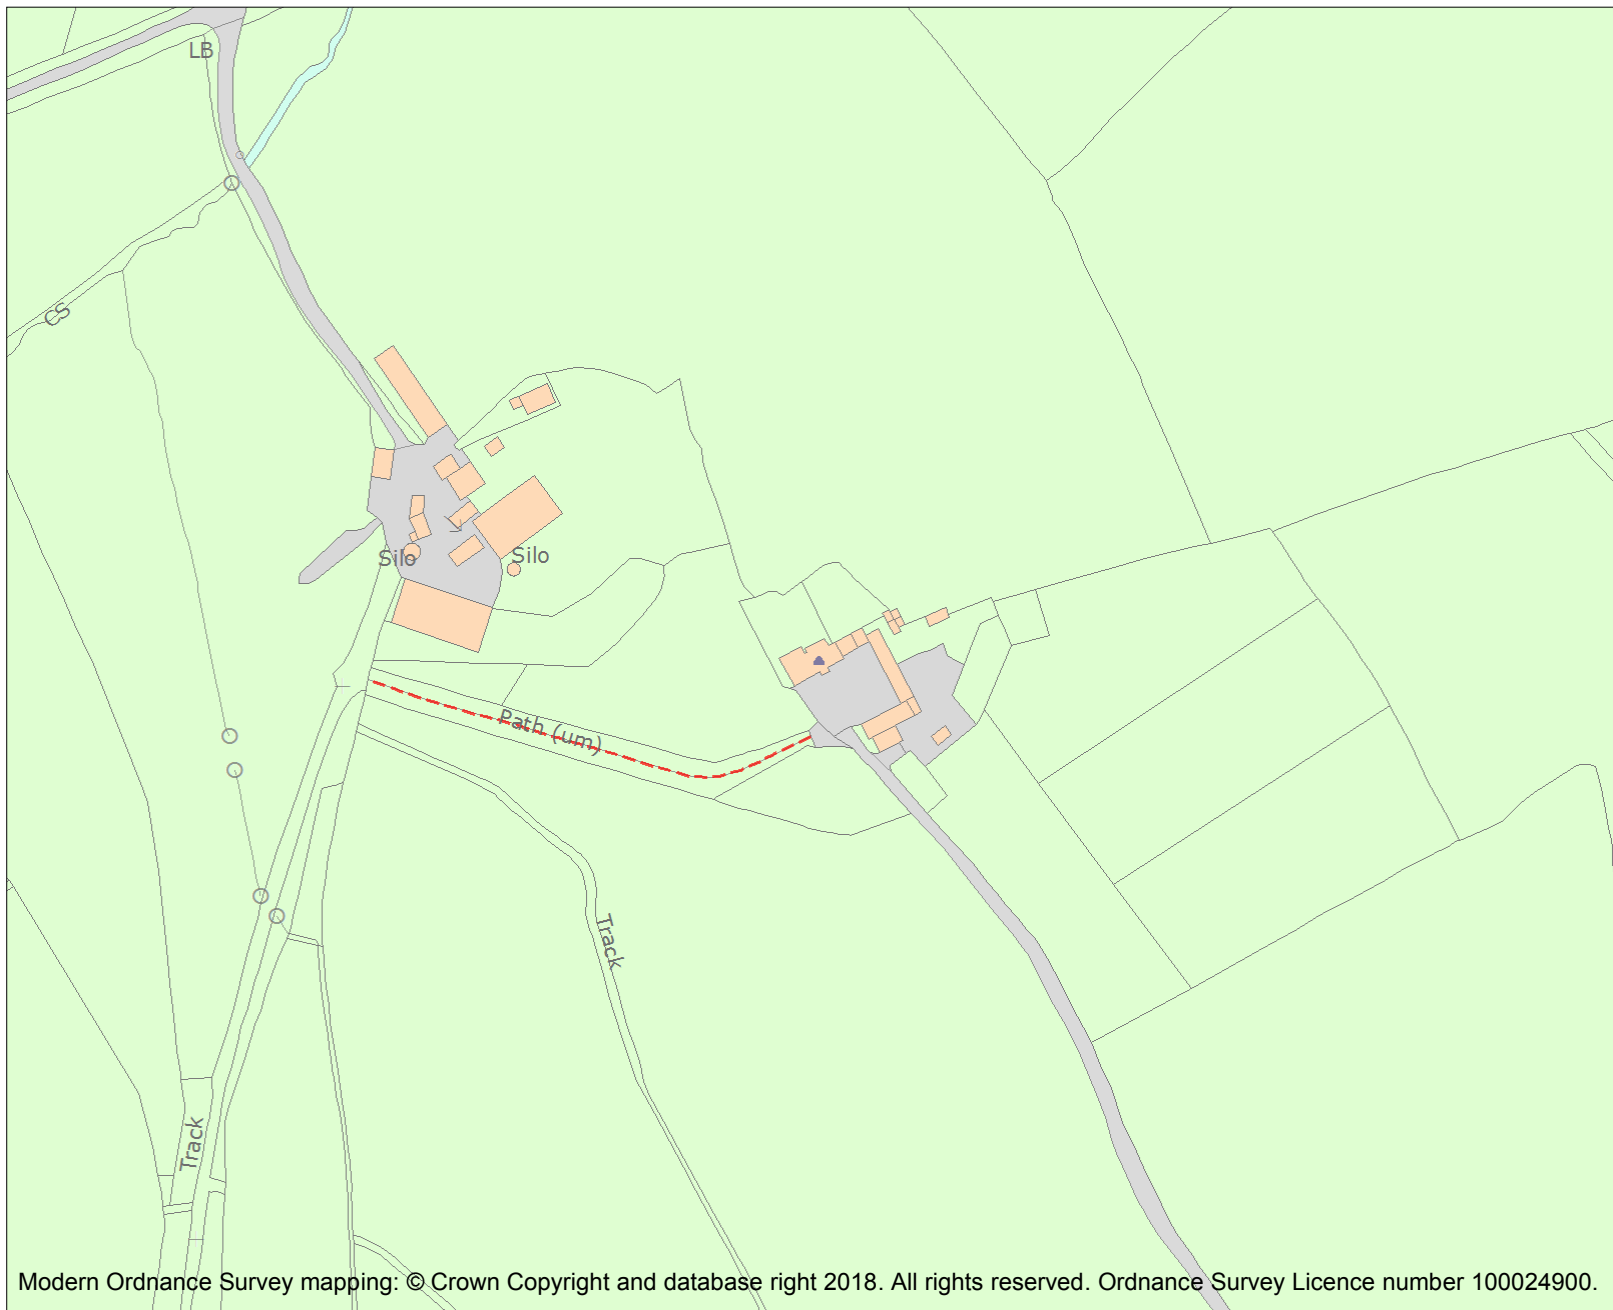 LB
CS
Silo
Silo
Path (um)
Track
Track
Modern Ordnance Survey mapping: © Crown Copyright and database right 2018. All rights reserved. Ordnance Survey Licence number 100024900.